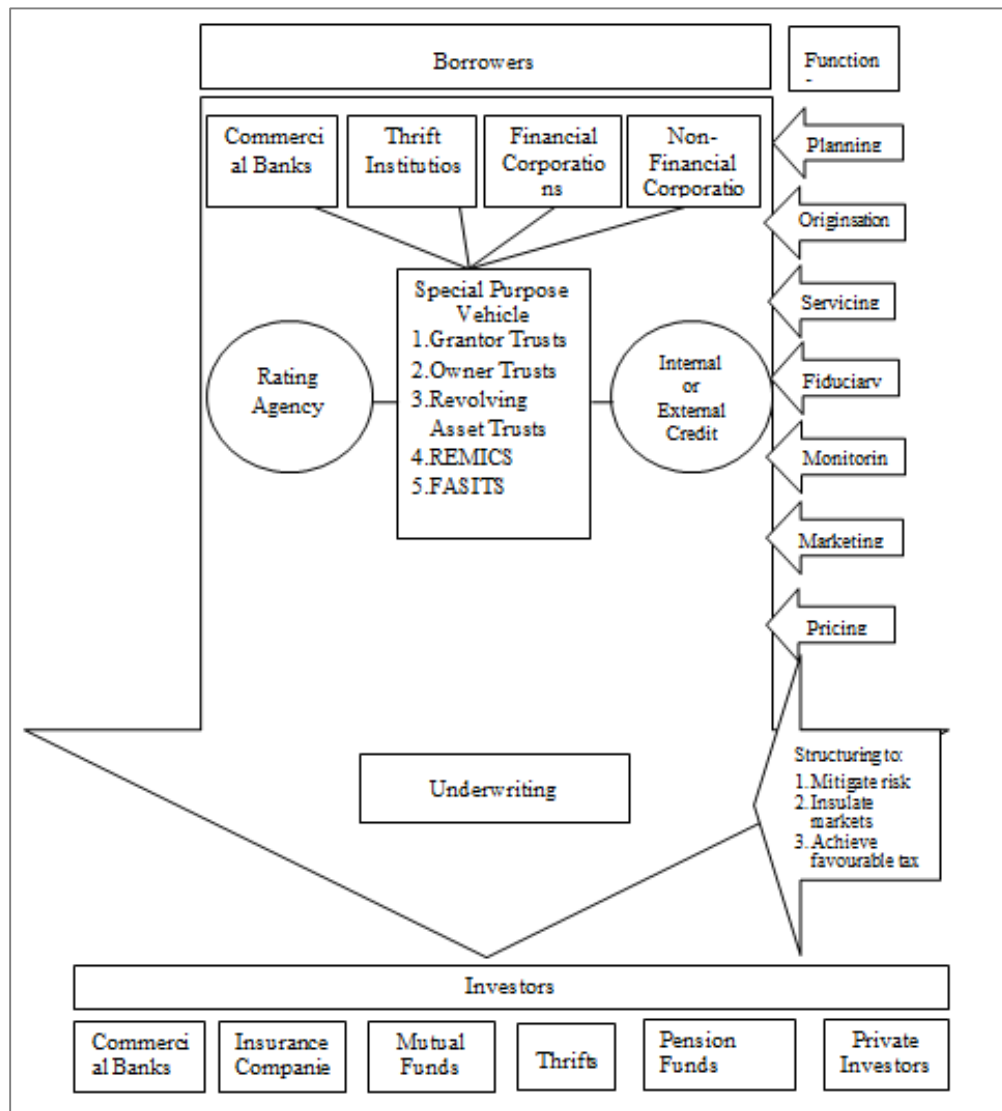 Borrowers
Function
-
Commerci
al Banks
Thrift
Institutios
Financial
Corporatio
ns
Non-
Financial
Corporatio
Planning
Originsation
Servicing
Fiduciary
Monitorin
Marketing
Pricing
Special Purpose
Vehicle
1.Grantor Trusts
2.Owner Trusts
3.Revolving
Asset Trusts
4.REMICS
5.FASITS
Rating
Agency
Internal
or
External
Credit
Structuring to:
1. Mitigate risk
2. Insulate
markets
3. Achieve
favourable tax
Underwriting
Investors
Commerci
al Banks
Insurance
Companie
Mutual
Funds
Thrifts
Pension
Funds
Private
Investors